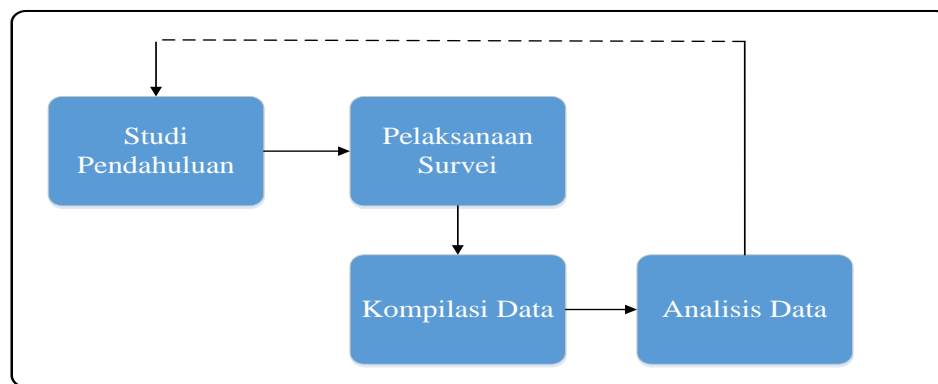 Studi
Pendahuluan
Pelaksanaan
Survei
Kompilasi Data
Analisis Data